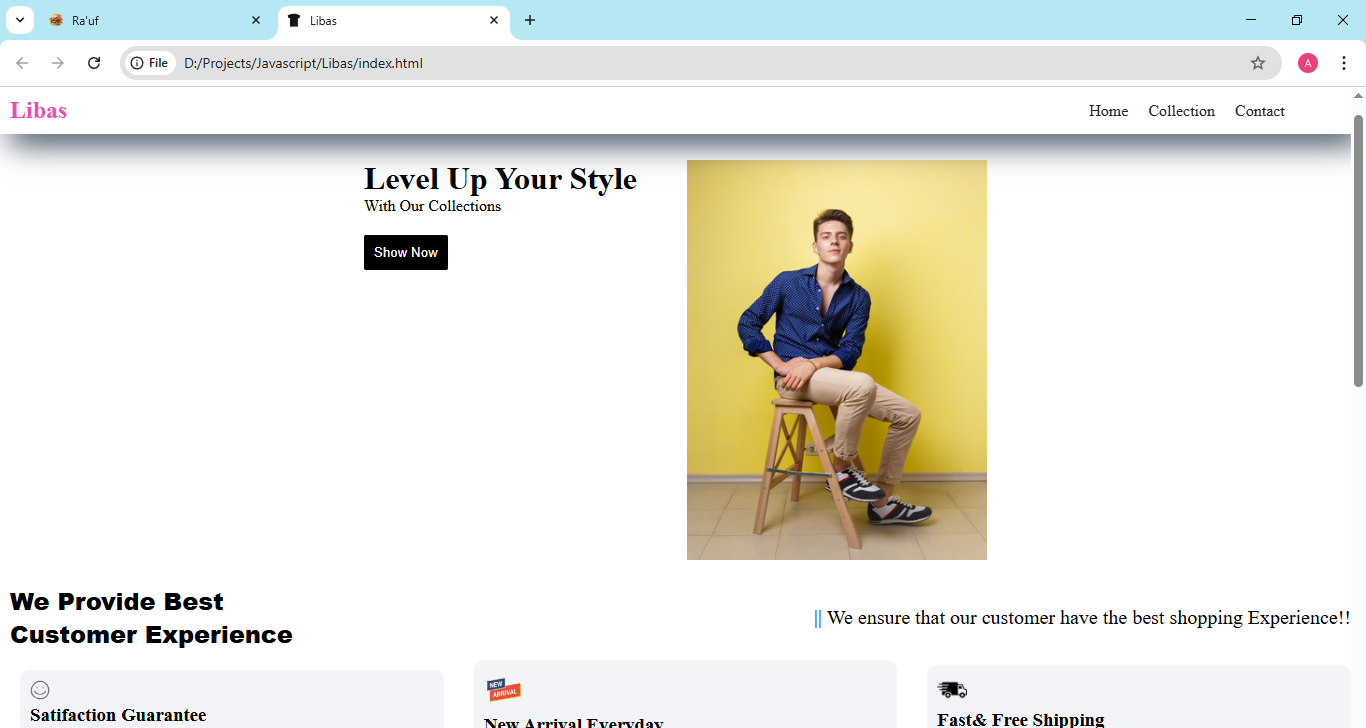 Ra'uf
Libas
File
D:/Projects/Javascript/Libas/index.html
A
Libas
Home
Collection
Contact
Level Up Your Style
With Our Collections
Show Now
We Provide Best
Customer Experience
|| We ensure that our customer have the best shopping Experience!!
Satifaction Guarantee
NEW
ARRIVAL
New Arrival Everyday
Fast& Free Shipping